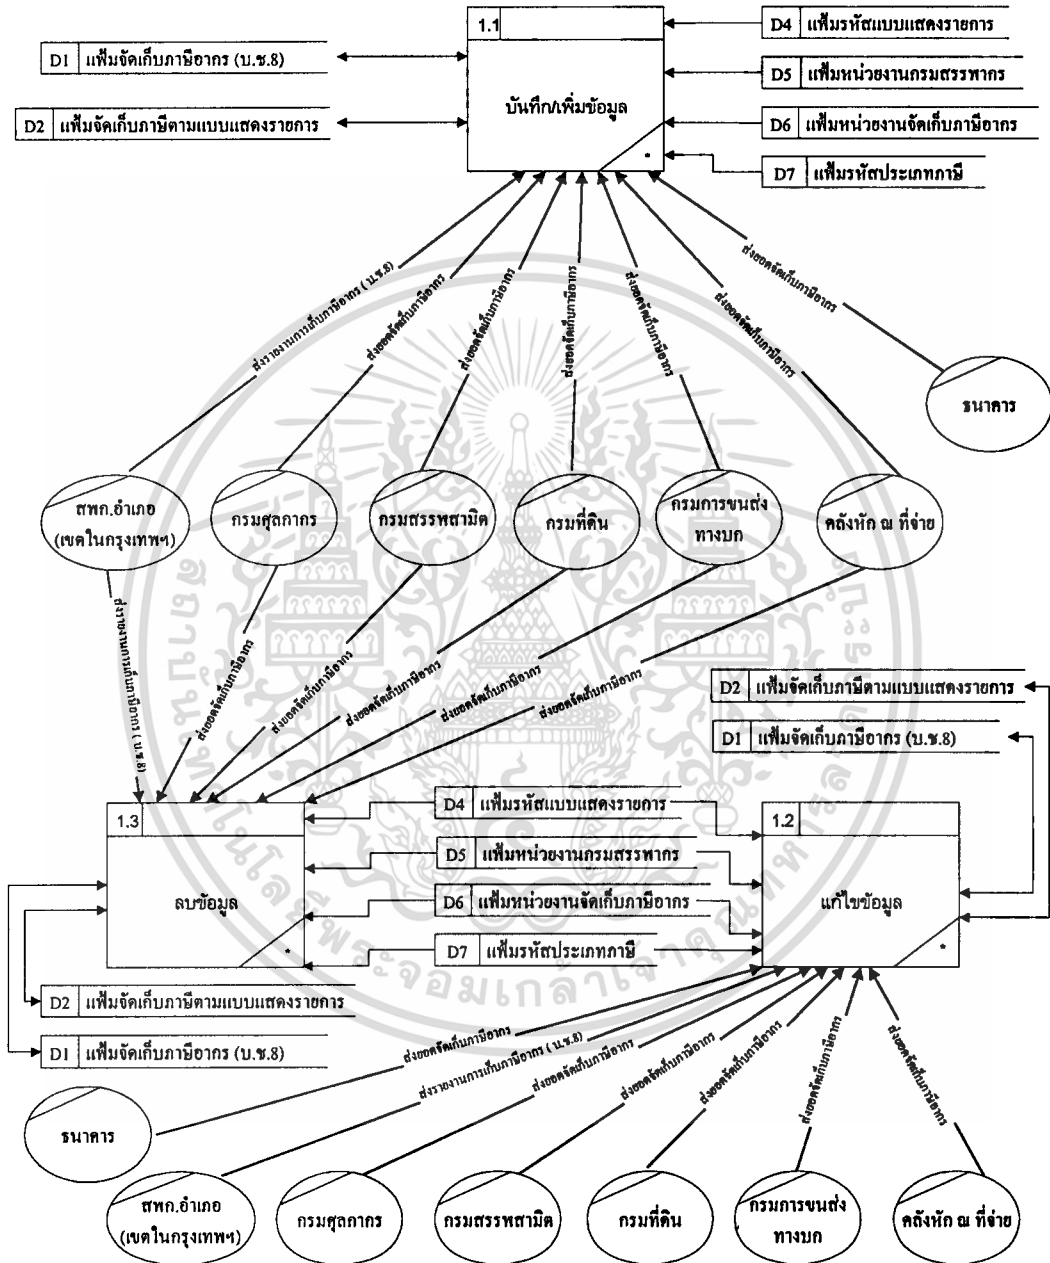 1.1
D4 แฟ้มรหัสแบบแสดงรายการ
D1 แฟ้มจัดเก็บภาษีอากร (บ.ช.8)
D5 แฟ้มหน่วยงานกรมสรรพากร
บันทึก/เพิ่มข้อมูล
D2 แฟ้มจัดเก็บภาษีตามแบบแสดงรายการ
D6 แฟ้มหน่วยงานจัดเก็บภาษีอากร
*
D7 แฟ้มรหัสประเภทภาษี
ส่งรายงานการเก็บภาษีอากร ( บ.ช.8)
ส่งยอดจัดเก็บภาษีอากร
ส่งยอดจัดเก็บภาษีอากร
ส่งยอดจัดเก็บภาษีอากร
ส่งยอดจัดเก็บภาษีอากร
ส่งยอดจัดเก็บภาษีอากร
ส่งยอดจัดเก็บภาษีอากร
ธนาคาร
สพก.อำเภอ
(เขตในกรุงเทพฯ)
กรมศุลกากร
กรมสรรพสามิต
กรมที่ดิน
กรมการขนส่ง
ทางบก
คลังหัก ณ ที่จ่าย
ส่งรายงานการเก็บภาษีอากร ( บ.ช.8)
ส่งยอดจัดเก็บภาษีอากร
ส่งยอดจัดเก็บภาษีอากร
ส่งยอดจัดเก็บภาษีอากร
ส่งยอดจัดเก็บภาษีอากร
ส่งยอดจัดเก็บภาษีอากร
D2 แฟ้มจัดเก็บภาษีตามแบบแสดงรายการ
D1 แฟ้มจัดเก็บภาษีอากร (บ.ช.8)
1.3
D4 แฟ้มรหัสแบบแสดงรายการ
1.2
D5 แฟ้มหน่วยงานกรมสรรพากร
ลบข้อมูล
D6 แฟ้มหน่วยงานจัดเก็บภาษีอากร
แก้ไขข้อมูล
*
D7 แฟ้มรหัสประเภทภาษี
*
D2 แฟ้มจัดเก็บภาษีตามแบบแสดงรายการ
D1 แฟ้มจัดเก็บภาษีอากร (บ.ช.8)
ส่งยอดจัดเก็บภาษีอากร
ส่งรายงานการเก็บภาษีอากร ( บ.ช.8)
ส่งยอดจัดเก็บภาษีอากร
ส่งยอดจัดเก็บภาษีอากร
ส่งยอดจัดเก็บภาษีอากร
ส่งยอดจัดเก็บภาษีอากร
ส่งยอดจัดเก็บภาษีอากร
ธนาคาร
สพก.อำเภอ
(เขตในกรุงเทพฯ)
กรมศุลกากร
กรมสรรพสามิต
กรมที่ดิน
กรมการขนส่ง
ทางบก
คลังหัก ณ ที่จ่าย
สถาบันเทคโนโลยีพระจอมเกล้าเจ้าคุณทหารลาดกระบัง